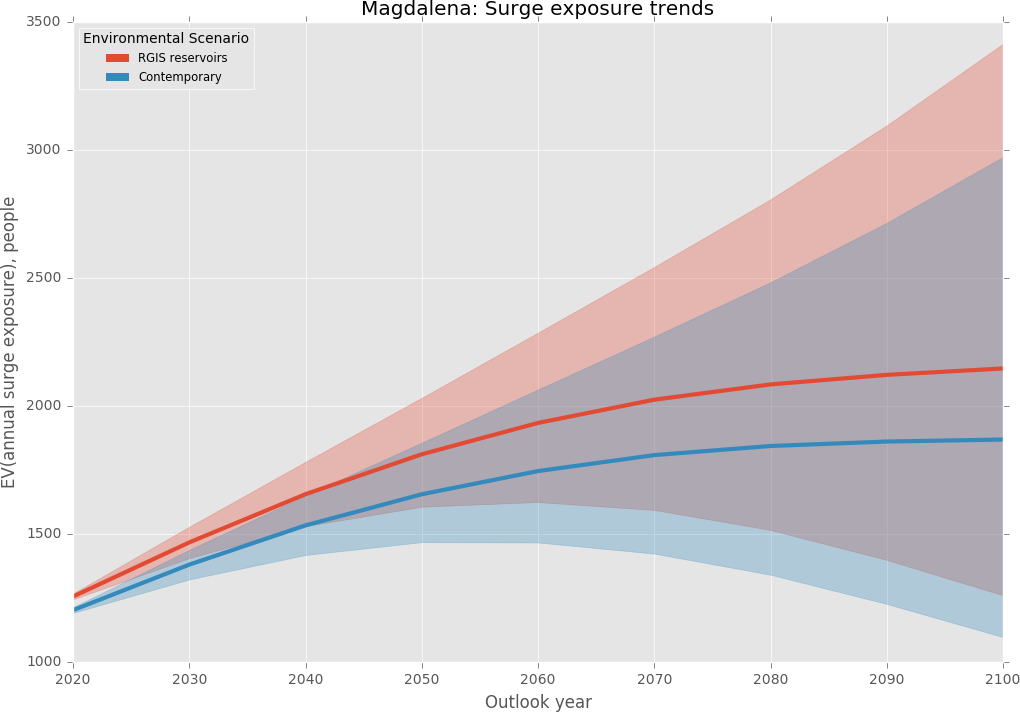 Magdalena: Surge exposure trends
Environmental Scenario
RGIS reservoirs
Contemporary
EV(annual surge exposure), people
3500
3000
2500
2000
1500
1000
2020 2030 2040 2050 2060 2070 2080 2090 2100
Outlook year